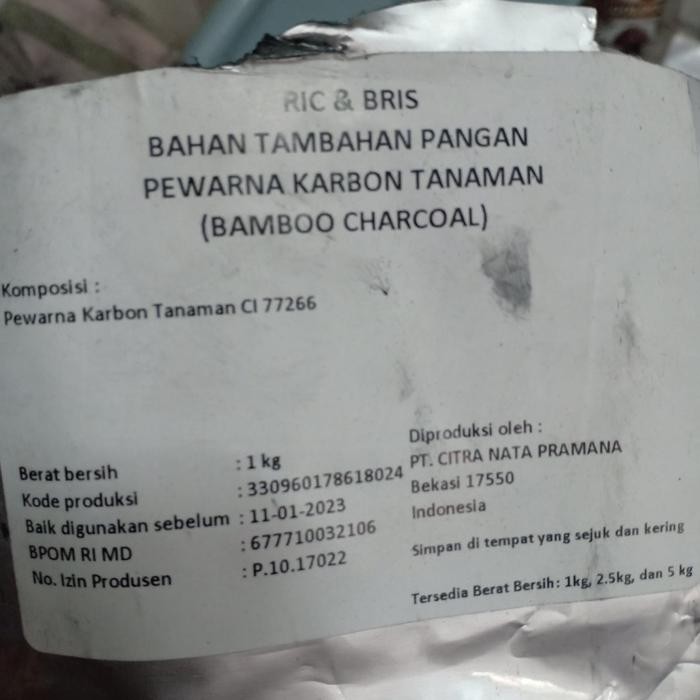 RIC & BRIS
BAHAN TAMBAHAN PANGAN
PEWARNA KARBON TANAMAN
(BAMBOO CHARCOAL)
Komposisi :
Pewarna Karbon Tanaman CI 77266
Berat bersih : 1 kg
Kode produksi : 330960178618024
Baik digunakan sebelum : 11-01-2023
BPOM RI MD : 677710032106
No. Izin Produsen : P.10.17022
Diproduksi oleh :
PT. CITRA NATA PRAMANA
Bekasi 17550
Indonesia
Simpan di tempat yang sejuk dan kering
Tersedia Berat Bersih: 1kg, 2.5kg, dan 5 kg